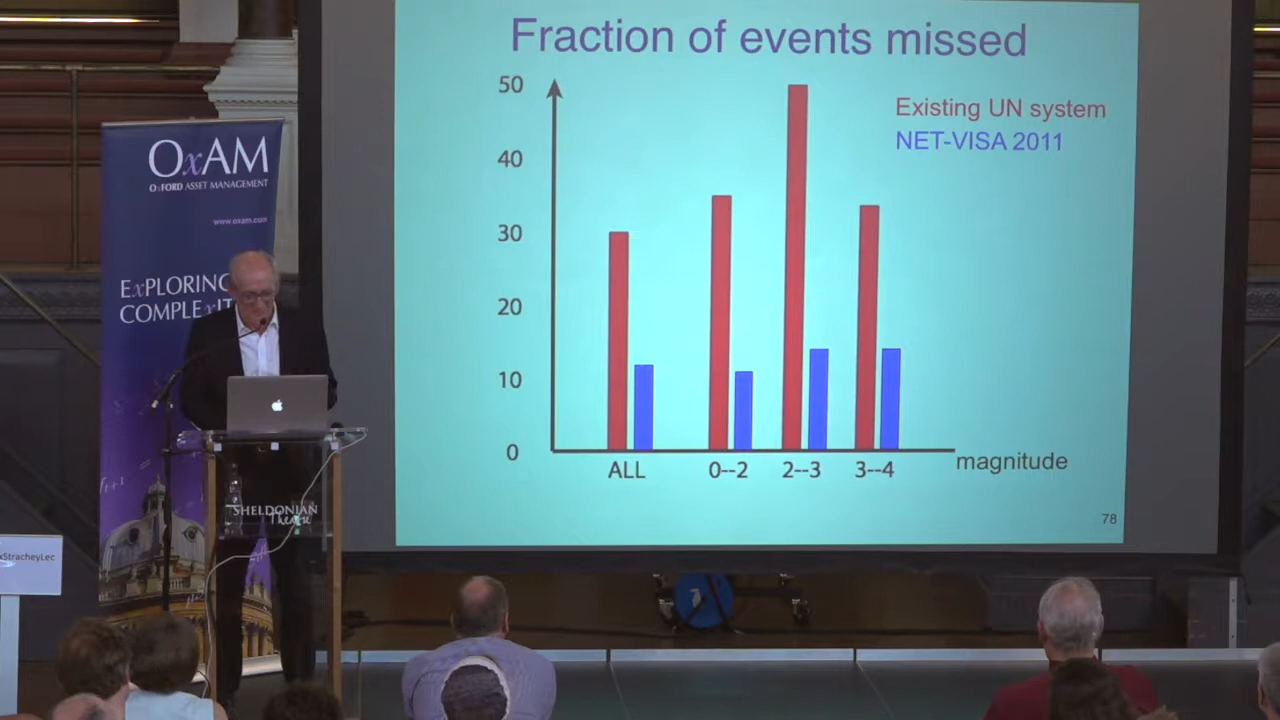 Fraction of events missed
50
40
30
20
10
0
Existing UN system
NET-VISA 2011
ALL
0--2
2--3
3--4
magnitude
78
OxAM
OxFORD ASSET MANAGEMENT
www.oxam.com
ExPLORING
COMPLExIT
SHELDONIAN
Theatre
xStracheyLec